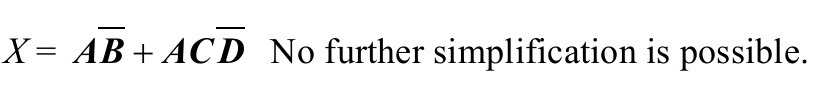 X = AB̅ + ACD̅ No further simplification is possible.